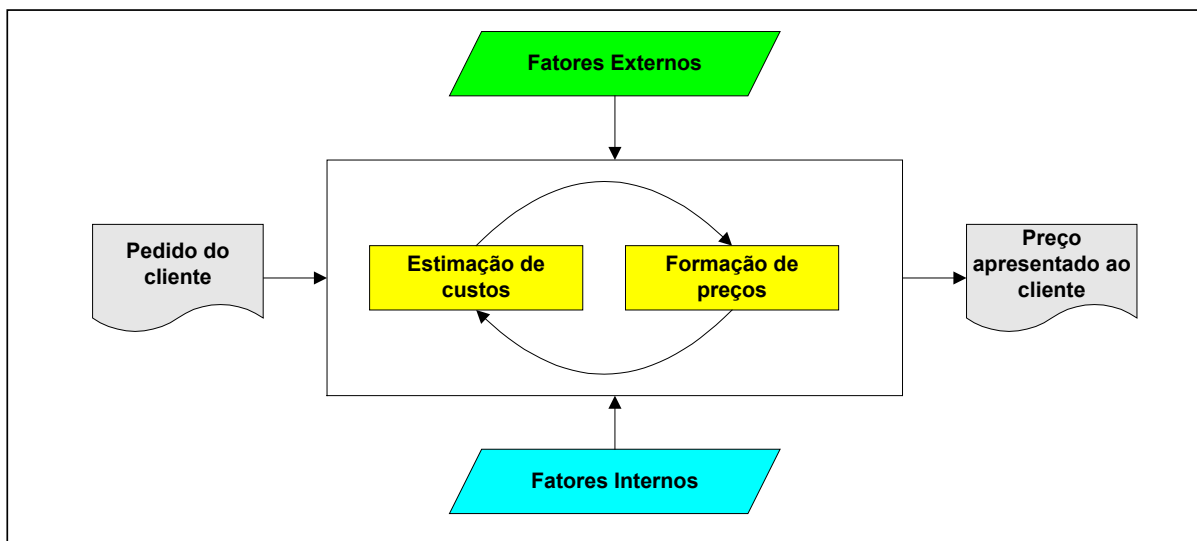 Fatores Externos
Pedido do
cliente
Estimação de
custos
Formação de
preços
Preço
apresentado ao
cliente
Fatores Internos